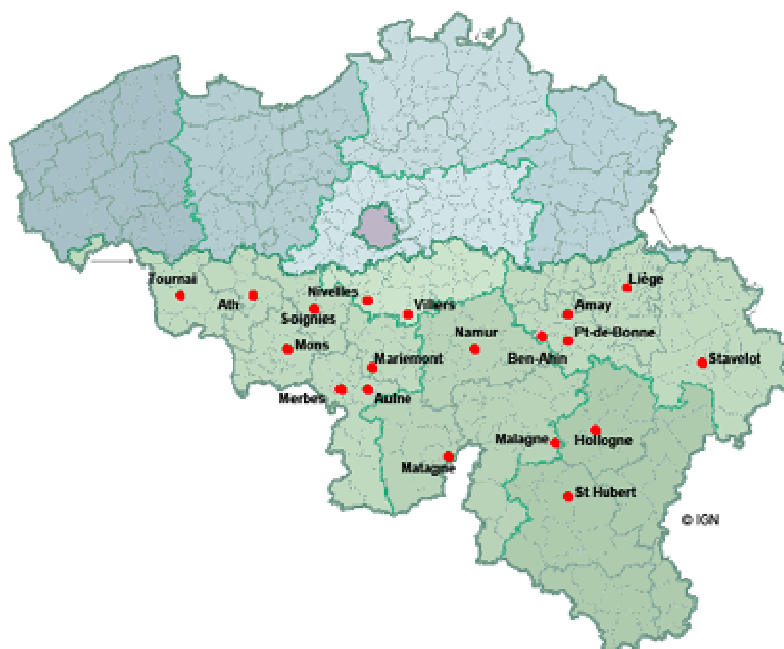 Tournai
Liège
Nivelles
Ath
Villers
Amay
Soignies
Namur
Pt-de-Bonne
Mons
Ben-Ahin
Mariemont
Stavelot
Merbes
Aulne
Malagne
Hollogne
Matagne
St Hubert
© IGN